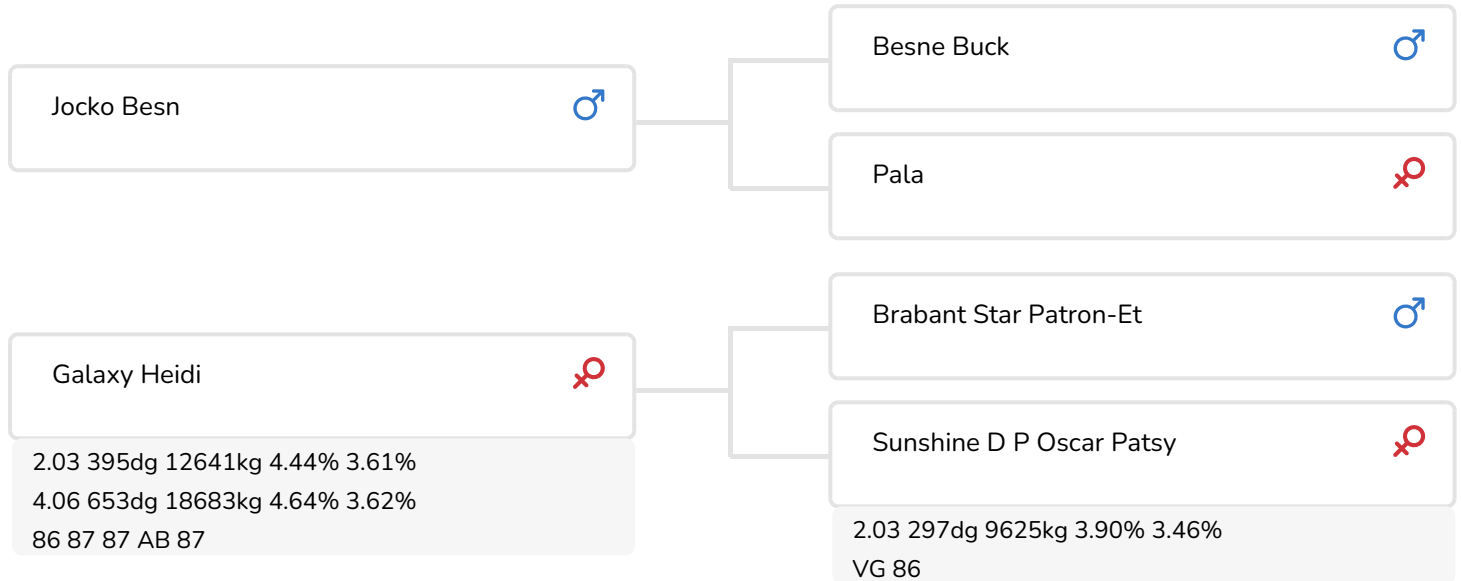 Jocko Besn
Besne Buck
Pala
Galaxy Heidi
2.03 395dg 12641kg 4.44% 3.61%
4.06 653dg 18683kg 4.64% 3.62%
86 87 87 AB 87
Brabant Star Patron-Et
Sunshine D P Oscar Patsy
2.03 297dg 9625kg 3.90% 3.46%
VG 86